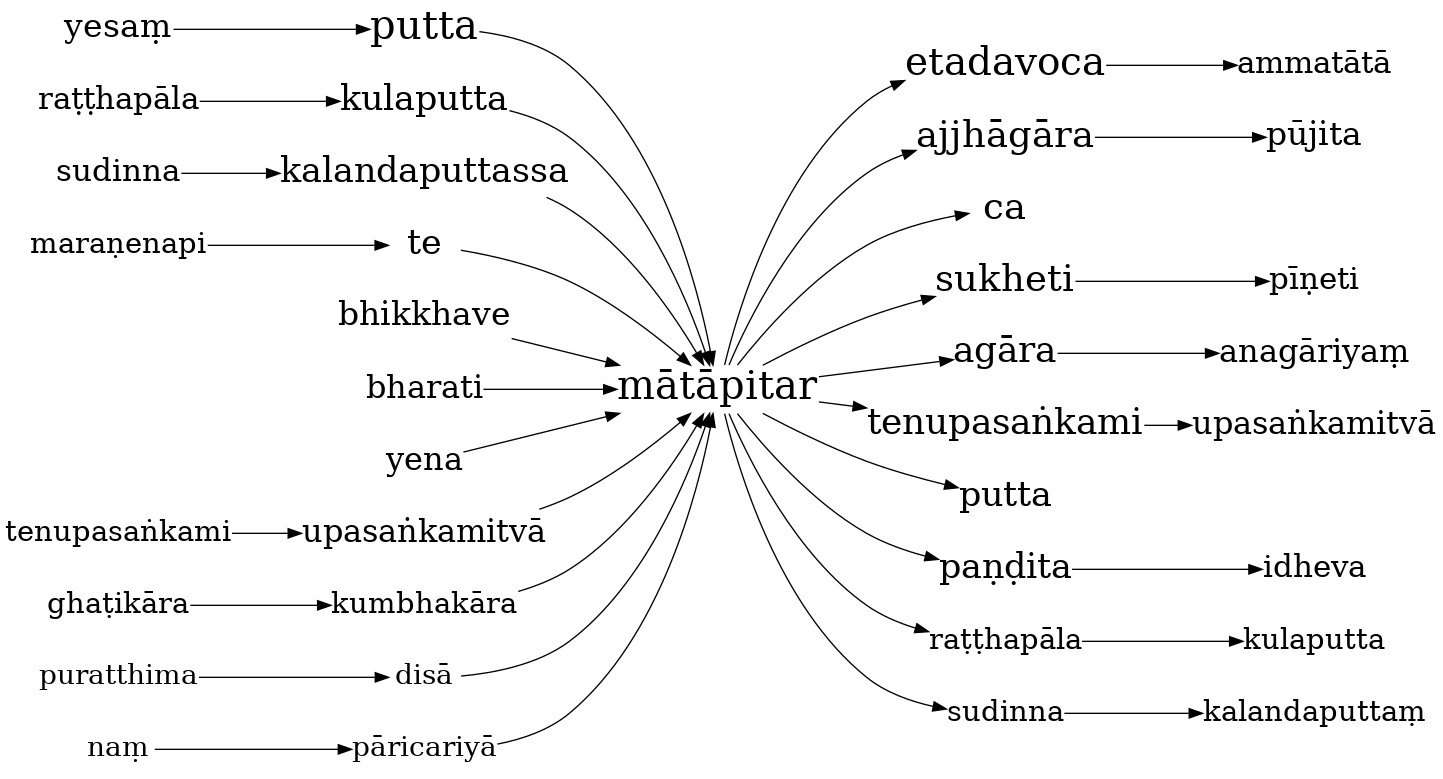 yesaṃ putta
raṭṭhapāla kulaputta
sudinna kalandaputtassa
maraṇenapi te
bhikkhave
bharati
yena
tenupasaṅkami upasaṅkamitvā
ghaṭikāra kumbhakāra
puratthima disā
naṃ pāricariyā
mātāpitar
etadavoca ammatātā
ajjhāgāra pūjita
ca
sukheti pīṇeti
agāra anagāriyaṃ
tenupasaṅkami upasaṅkamitvā
putta
paṇḍita idheva
raṭṭhapāla kulaputta
sudinna kalandaputtaṃ